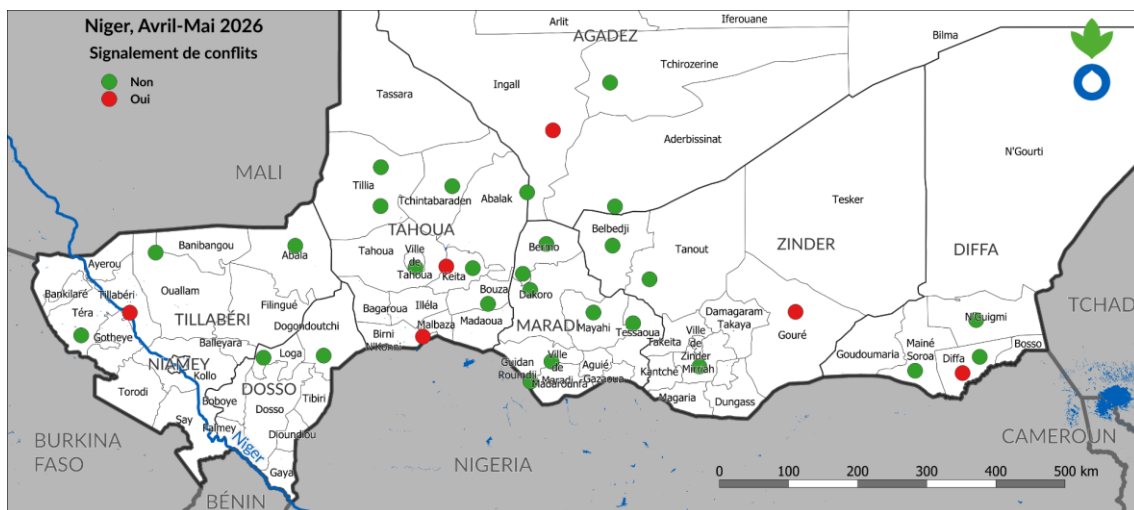 Niger, Avril-Mai 2026
Signalement de conflits
Non
Oui
Arlit
Iferouane
AGADEZ
Bilma
Tchirozerine
Ingall
Tassara
Aderbissinat
N'Gourti
MALI
Tillia
Tchintabaraden
Abalak
Tesker
TAHOUA
Belbedji
Tanout
ZINDER
DIFFA
Banibangou
Abala
Tahoua
Ville
de
Tahoua
Keita
Bermo
Ayerou
Bankilaré
Tillabéri
Ouallam
Filingué
Bouza
Dakoro
TCHAD
Téra
Gotheye
TILLABÉRI
Dogondoutchi
Bagaroua
Illéla
Malbaza
Madaoua
MARADI
Mayahi
Tessaoua
Damagaram
Takaya
Gouré
N'Guigmi
Balleyara
Birni
N'Konni
Takeita
Ville
de
Zinder
Mirriah
Goudoumaria
Mainé
Soroa
Diffa
Bosso
NIAMEY
Kollo
Loga
DOSSO
Guidan
Roumdji
Ville
de
Maradi
Madarounfa
Aguié
Gazaoua
Kantché
Magaria
Dungass
Torodi
Say
Boboye
Falmey
Dosso
Tibiri
Dioundiou
Gaya
BURKINA
FASO
Niger
BÉNIN
NIGERIA
CAMEROUN
0 100 200 300 400 500 km